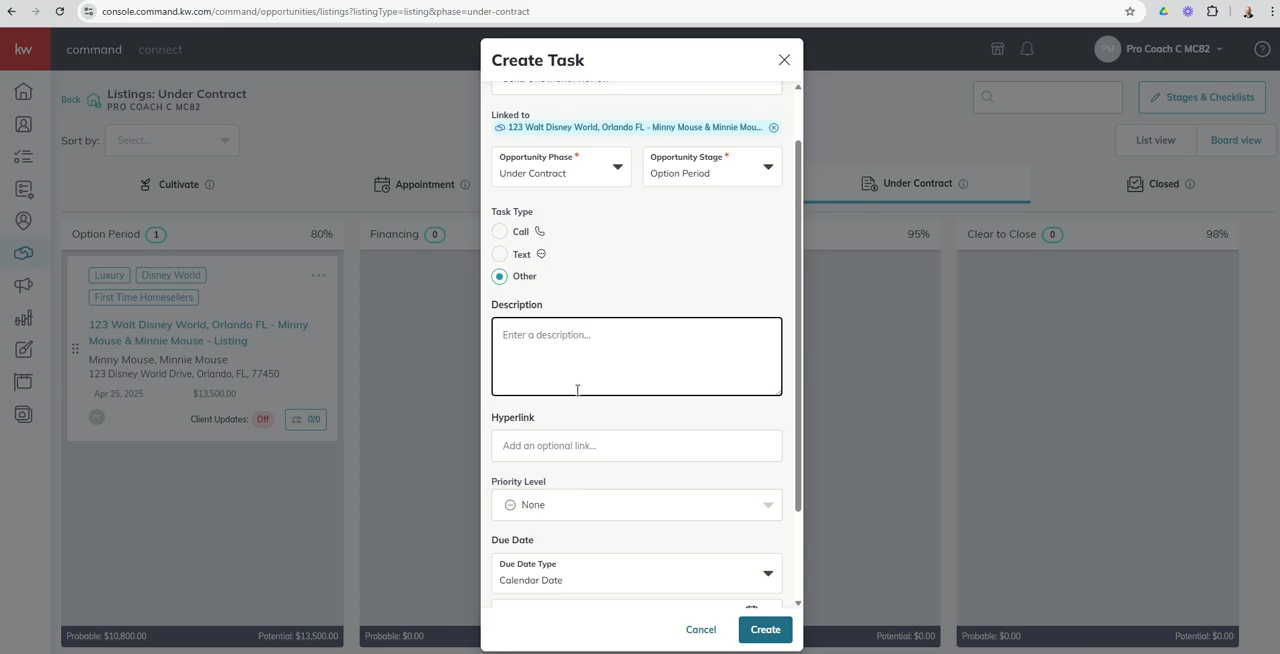 console.command.kw.com/command/opportunities/listings?listingType=listing&phase=under-contract
kw
command
connect
PM
Pro Coach C MC82
Back
Listings: Under Contract
PRO COACH C MC82
Stages & Checklists
Sort by:
Select...
List view
Board view
Cultivate
Appointment
Under Contract
Closed
Option Period
1
80%
Financing
0
95%
Clear to Close
0
98%
Luxury
Disney World
First Time Homesellers
123 Walt Disney World, Orlando FL - Minny
Mouse & Minnie Mouse - Listing
Minny Mouse, Minnie Mouse
123 Disney World Drive, Orlando, FL, 77450
Apr 25, 2025
$13,500.00
Client Updates:
Off
0/0
Probable: $10,800.00
Potential: $13,500.00
Probable: $0.00
Potential: $0.00
Probable: $0.00
Potential: $0.00
Create Task
Linked to
123 Walt Disney World, Orlando FL - Minny Mouse & Minnie Mou...
Opportunity Phase *
Under Contract
Opportunity Stage *
Option Period
Task Type
Call
Text
Other
Description
Enter a description...
Hyperlink
Add an optional link...
Priority Level
None
Due Date
Due Date Type
Calendar Date
Cancel
Create